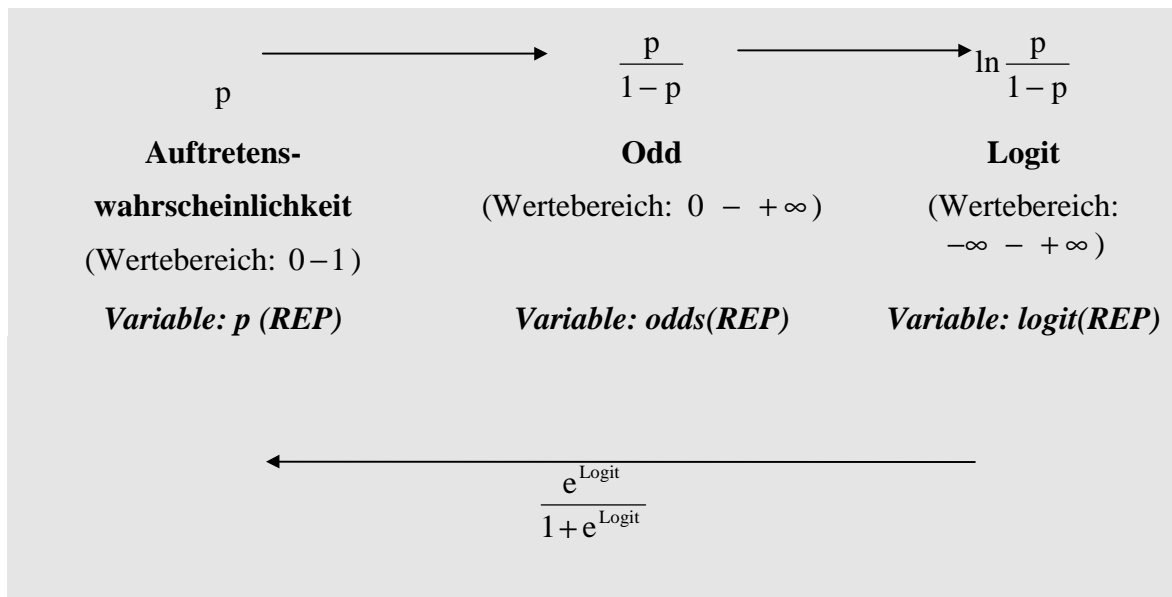 p
Auftretens-
wahrscheinlichkeit
(Wertebereich: 0 – 1)
Variable: p (REP)
p
1 − p
Odd
(Wertebereich: 0 – +∞)
Variable: odds(REP)
ln p
1 − p
Logit
(Wertebereich:
−∞ – +∞)
Variable: logit(REP)
e^Logit
1 + e^Logit